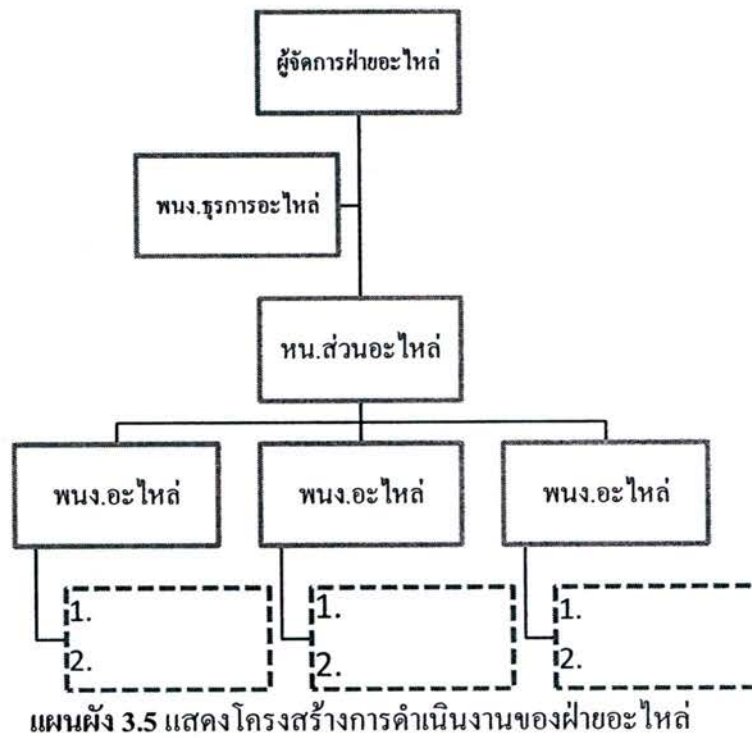 ผู้จัดการฝ่ายอะไหล่
พนง.ธุรการอะไหล่
หน.ส่วนอะไหล่
พนง.อะไหล่
พนง.อะไหล่
พนง.อะไหล่
1.
2.
1.
2.
1.
2.
แผนผัง 3.5 แสดงโครงสร้างการดำเนินงานของฝ่ายอะไหล่